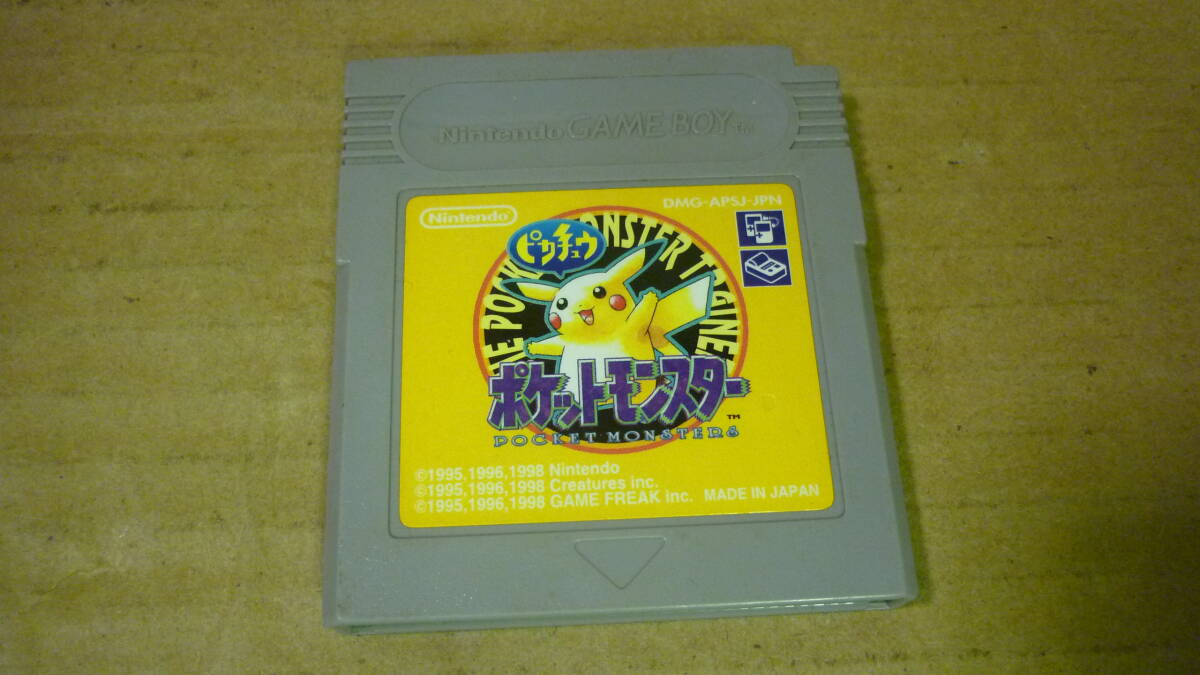 Nintendo GAME BOY TM
Nintendo
DMG-APSJ-JPN
ピカチュウ
MONSTER
ポケットモンスター
TM
POCKET MONSTERS
©1995,1996,1998 Nintendo
©1995,1996,1998 Creatures inc.
©1995,1996,1998 GAME FREAK inc. MADE IN JAPAN